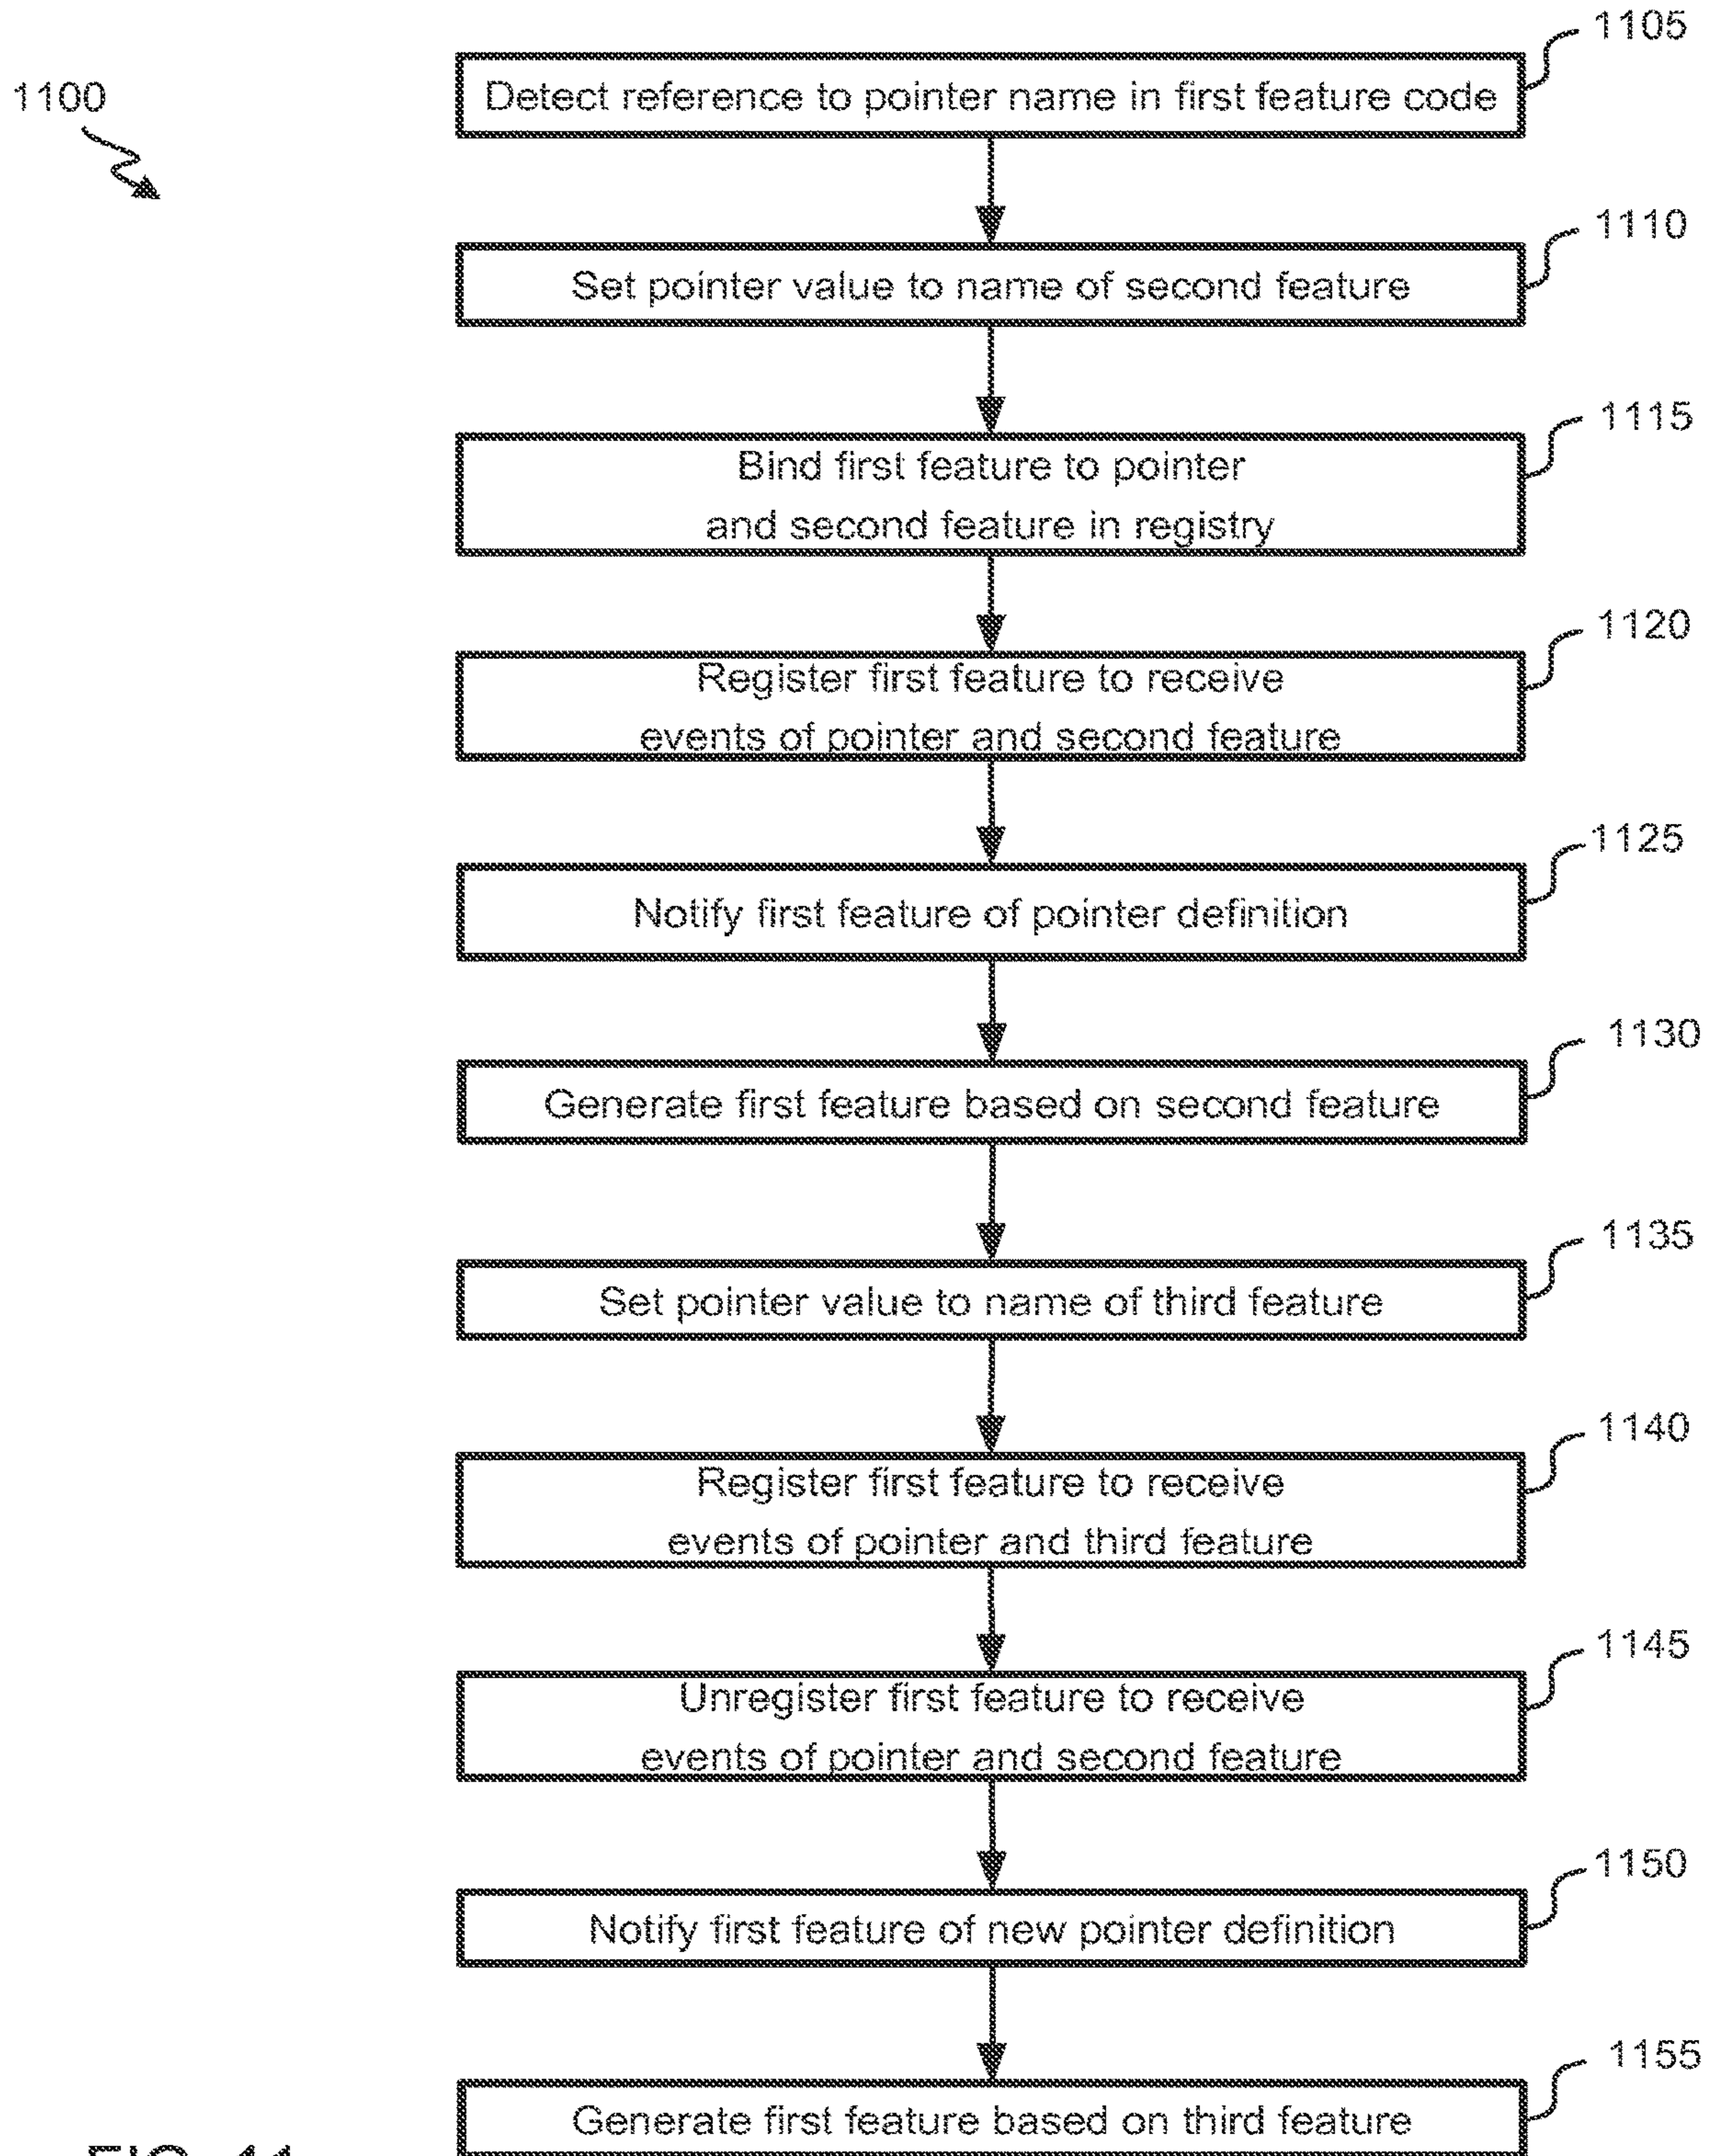 1100
1105
Detect reference to pointer name in first feature code
1110
Set pointer value to name of second feature
1115
Bind first feature to pointer
and second feature in registry
1120
Register first feature to receive
events of pointer and second feature
1125
Notify first feature of pointer definition
1130
Generate first feature based on second feature
1135
Set pointer value to name of third feature
1140
Register first feature to receive
events of pointer and third feature
1145
Unregister first feature to receive
events of pointer and second feature
1150
Notify first feature of new pointer definition
1155
Generate first feature based on third feature
FIG. 11